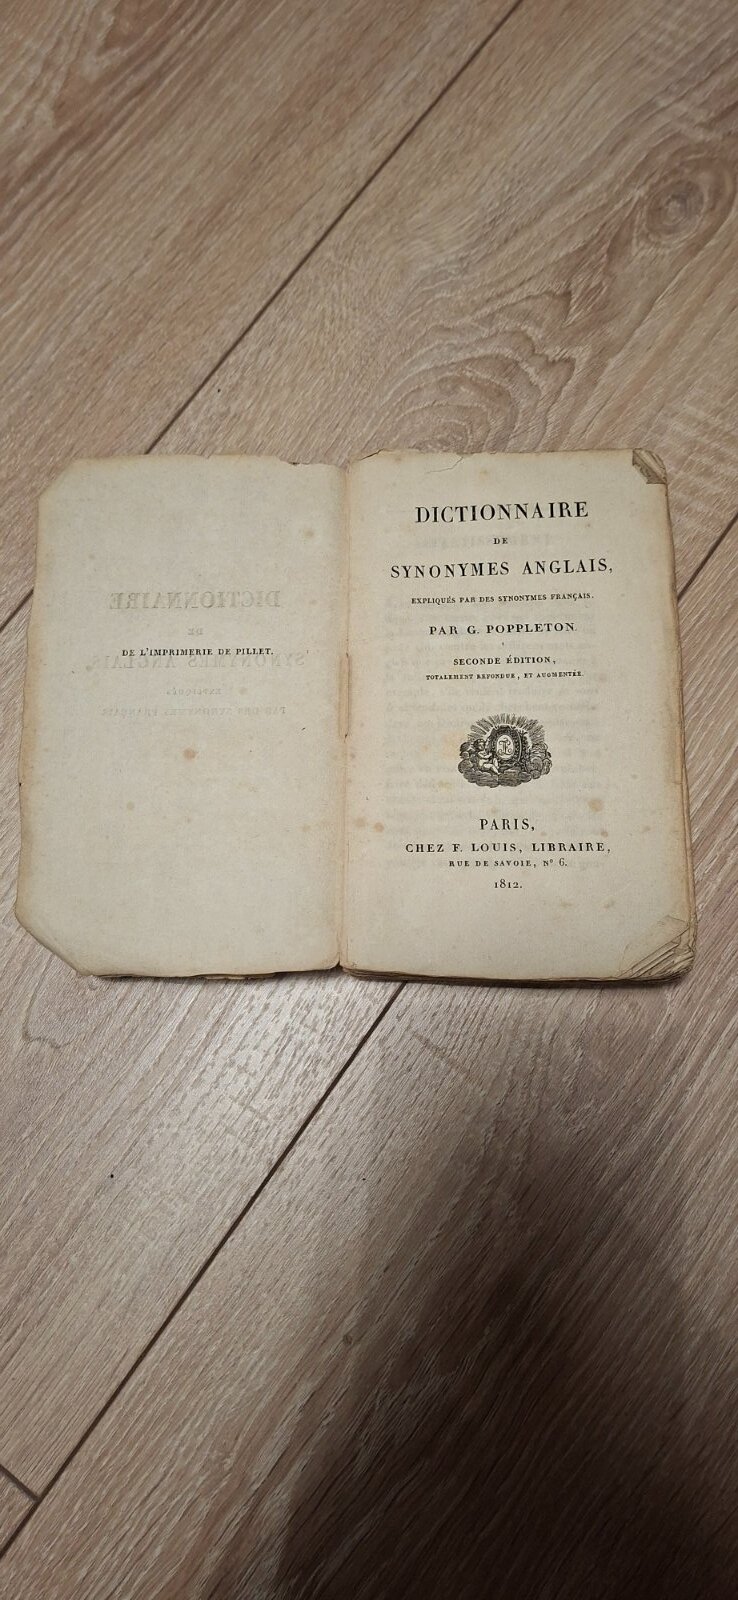 DE L'IMPRIMERIE DE PILLET.
DICTIONNAIRE
DE
SYNONYMES ANGLAIS,
EXPLIQUÉS PAR DES SYNONYMES FRANÇAIS.
PAR G. POPPLETON.
SECONDE ÉDITION,
TOTALEMENT REFONDUE, ET AUGMENTÉE.
PARIS,
CHEZ F. LOUIS, LIBRAIRE,
RUE DE SAVOIE, Nº 6.
1812.